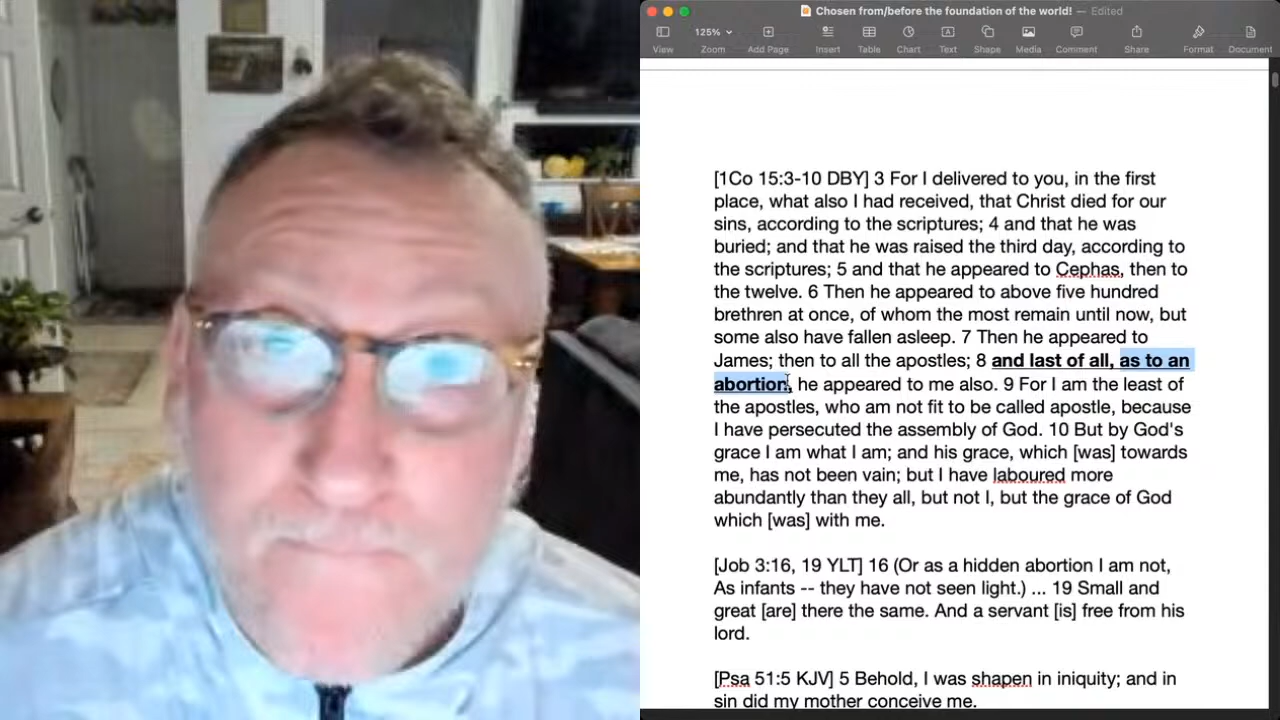 Chosen from/before the foundation of the world! — Edited
125%
View Zoom Add Page Insert Table Chart Text Shape Media Comment Share Format Document
[1Co 15:3-10 DBY] 3 For I delivered to you, in the first
place, what also I had received, that Christ died for our
sins, according to the scriptures; 4 and that he was
buried; and that he was raised the third day, according to
the scriptures; 5 and that he appeared to Cephas, then to
the twelve. 6 Then he appeared to above five hundred
brethren at once, of whom the most remain until now, but
some also have fallen asleep. 7 Then he appeared to
James; then to all the apostles; 8 and last of all, as to an
abortion, he appeared to me also. 9 For I am the least of
the apostles, who am not fit to be called apostle, because
I have persecuted the assembly of God. 10 But by God's
grace I am what I am; and his grace, which [was] towards
me, has not been vain; but I have laboured more
abundantly than they all, but not I, but the grace of God
which [was] with me.
[Job 3:16, 19 YLT] 16 (Or as a hidden abortion I am not,
As infants -- they have not seen light.) ... 19 Small and
great [are] there the same. And a servant [is] free from his
lord.
[Psa 51:5 KJV] 5 Behold, I was shapen in iniquity; and in
sin did my mother conceive me.